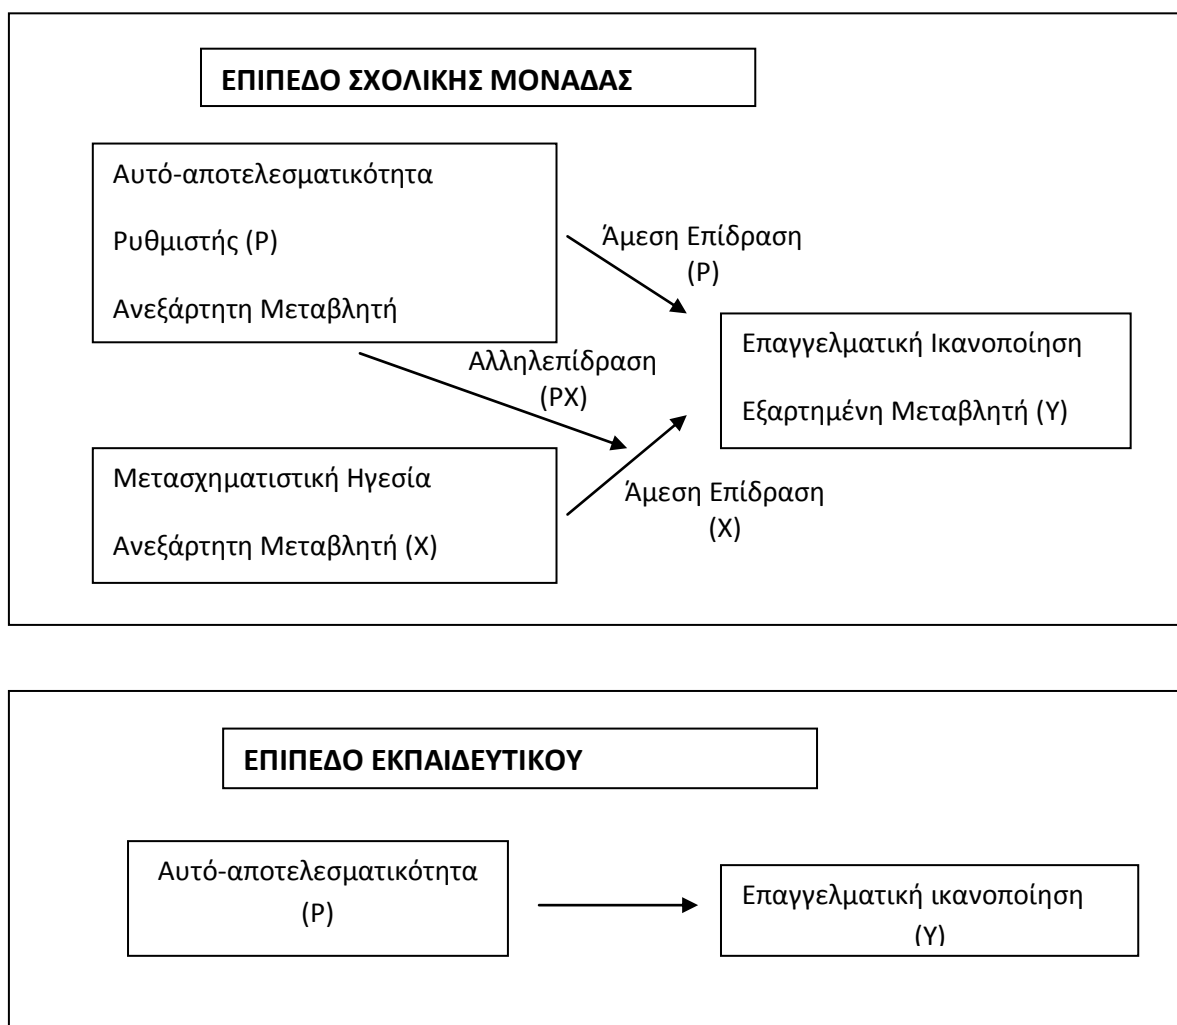 ΕΠΙΠΕΔΟ ΣΧΟΛΙΚΗΣ ΜΟΝΑΔΑΣ
Αυτό-αποτελεσματικότητα
Ρυθμιστής (Ρ)
Ανεξάρτητη Μεταβλητή
Άμεση Επίδραση
(Ρ)
Αλληλεπίδραση
(ΡΧ)
Επαγγελματική Ικανοποίηση
Εξαρτημένη Μεταβλητή (Υ)
Μετασχηματιστική Ηγεσία
Ανεξάρτητη Μεταβλητή (Χ)
Άμεση Επίδραση
(Χ)
ΕΠΙΠΕΔΟ ΕΚΠΑΙΔΕΥΤΙΚΟΥ
Αυτό-αποτελεσματικότητα
(Ρ)
Επαγγελματική ικανοποίηση
(Υ)